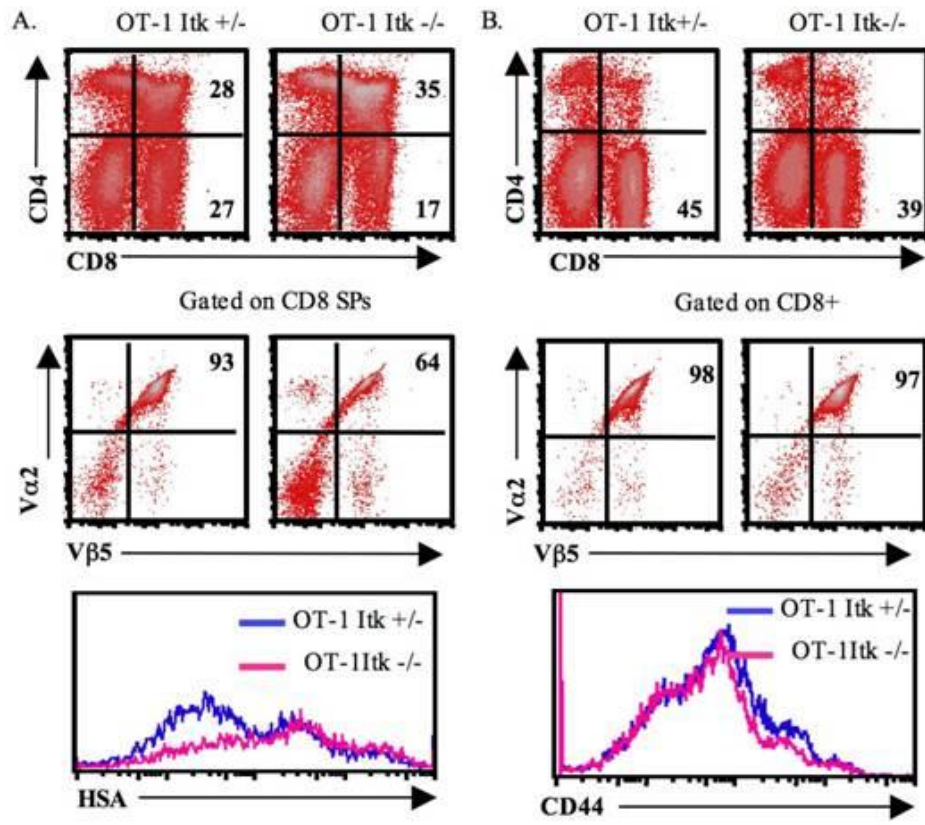 A.
OT-1 Itk +/-
OT-1 Itk -/-
B.
OT-1 Itk+/-
OT-1 Itk-/-
CD4
28
27
35
17
CD8
CD4
45
39
CD8
Gated on CD8 SPs
Gated on CD8+
Vα2
93
64
Vβ5
Vα2
98
97
Vβ5
OT-1 Itk +/-
OT-1Itk -/-
HSA
OT-1 Itk +/-
OT-1Itk -/-
CD44